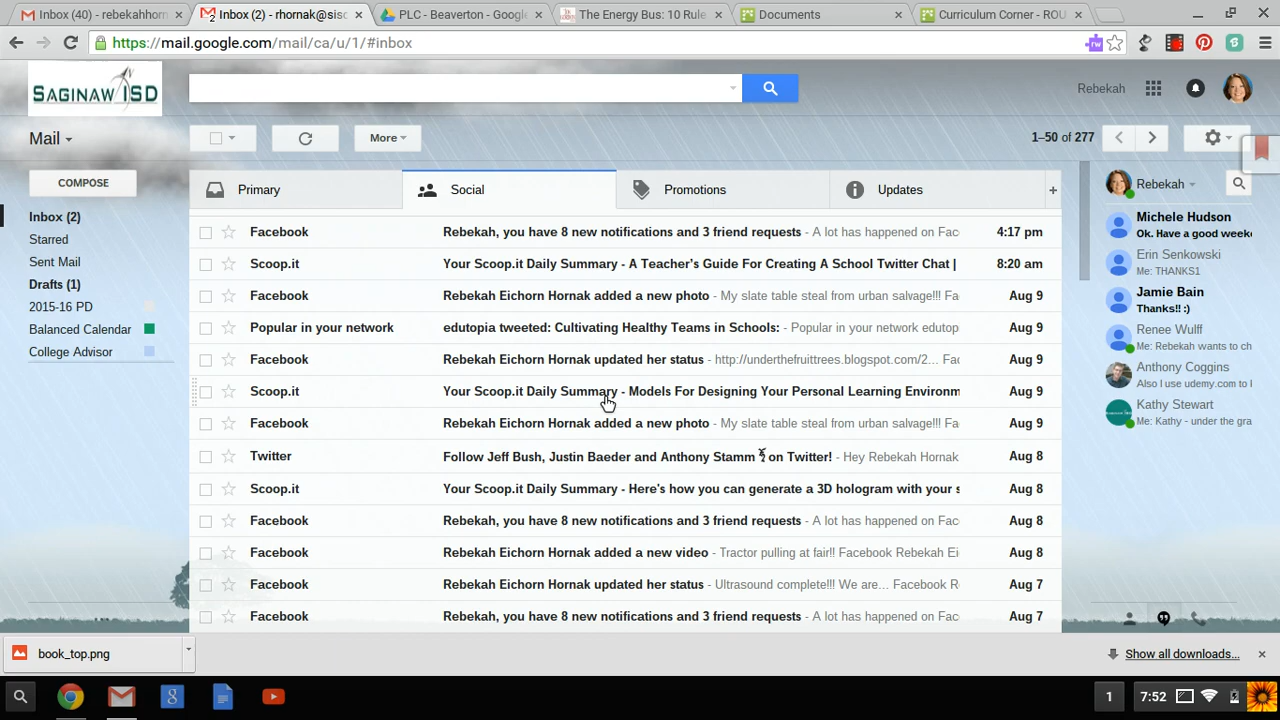 Inbox (40) - rebekahhorn
Inbox (2) - rhornak@sisd
PLC - Beaverton - Google
The Energy Bus: 10 Rule
Documents
Curriculum Corner - ROU
https://mail.google.com/mail/ca/u/1/#inbox
SAGINAW ISD
Rebekah
Mail
More
1–50 of 277
COMPOSE
Primary
Social
Promotions
Updates
+
Rebekah
Inbox (2)
Starred
Sent Mail
Drafts (1)
2015-16 PD
Balanced Calendar
College Advisor
Facebook Rebekah, you have 8 new notifications and 3 friend requests - A lot has happened on Fac 4:17 pm
Scoop.it Your Scoop.it Daily Summary - A Teacher's Guide For Creating A School Twitter Chat | 8:20 am
Facebook Rebekah Eichorn Hornak added a new photo - My slate table steal from urban salvage!!! Fa Aug 9
Popular in your network edutopia tweeted: Cultivating Healthy Teams in Schools: - Popular in your network edutop Aug 9
Facebook Rebekah Eichorn Hornak updated her status - http://underthefruittrees.blogspot.com/2... Fac Aug 9
Scoop.it Your Scoop.it Daily Summary - Models For Designing Your Personal Learning Environm Aug 9
Facebook Rebekah Eichorn Hornak added a new photo - My slate table steal from urban salvage!!! Fa Aug 9
Twitter Follow Jeff Bush, Justin Baeder and Anthony Stamm on Twitter! - Hey Rebekah Hornak Aug 8
Scoop.it Your Scoop.it Daily Summary - Here's how you can generate a 3D hologram with your s Aug 8
Facebook Rebekah, you have 8 new notifications and 3 friend requests - A lot has happened on Fac Aug 8
Facebook Rebekah Eichorn Hornak added a new video - Tractor pulling at fair!! Facebook Rebekah Ei Aug 8
Facebook Rebekah Eichorn Hornak updated her status - Ultrasound complete!!! We are... Facebook R Aug 7
Facebook Rebekah, you have 8 new notifications and 3 friend requests - A lot has happened on Fac Aug 7
Michele Hudson
Ok. Have a good week
Erin Senkowski
Me: THANKS1
Jamie Bain
Thanks!! :)
Renee Wulff
Me: Rebekah wants to ch
Anthony Coggins
Also I use udemy.com to l
Kathy Stewart
Me: Kathy - under the gra
book_top.png
Show all downloads...
1
7:52